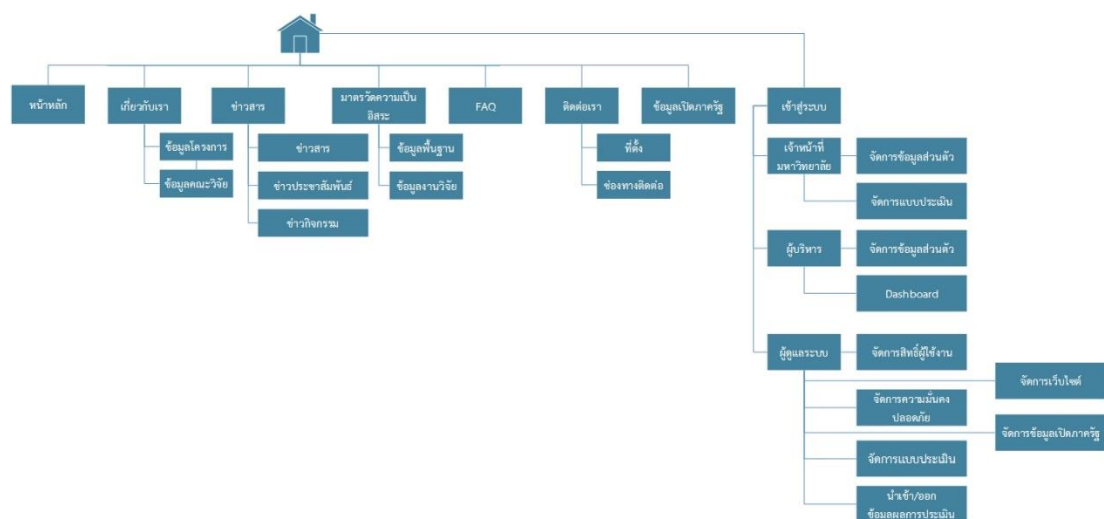 หน้าหลัก
เกี่ยวกับเรา
ข้อมูลโครงการ
ข้อมูลคณะวิจัย
ข่าวสาร
ข่าวสาร
ข่าวประชาสัมพันธ์
ข่าวกิจกรรม
มาตรวัดความเป็น
อิสระ
ข้อมูลพื้นฐาน
ข้อมูลงานวิจัย
FAQ
ติดต่อเรา
ที่ตั้ง
ช่องทางติดต่อ
ข้อมูลเปิดภาครัฐ
เข้าสู่ระบบ
เจ้าหน้าที่
มหาวิทยาลัย
จัดการข้อมูลส่วนตัว
จัดการแบบประเมิน
ผู้บริหาร
จัดการข้อมูลส่วนตัว
Dashboard
ผู้ดูแลระบบ
จัดการสิทธิ์ผู้ใช้งาน
จัดการเว็บไซต์
จัดการความมั่นคง
ปลอดภัย
จัดการข้อมูลเปิดภาครัฐ
จัดการแบบประเมิน
นำเข้า/ออก
ข้อมูลผลการประเมิน